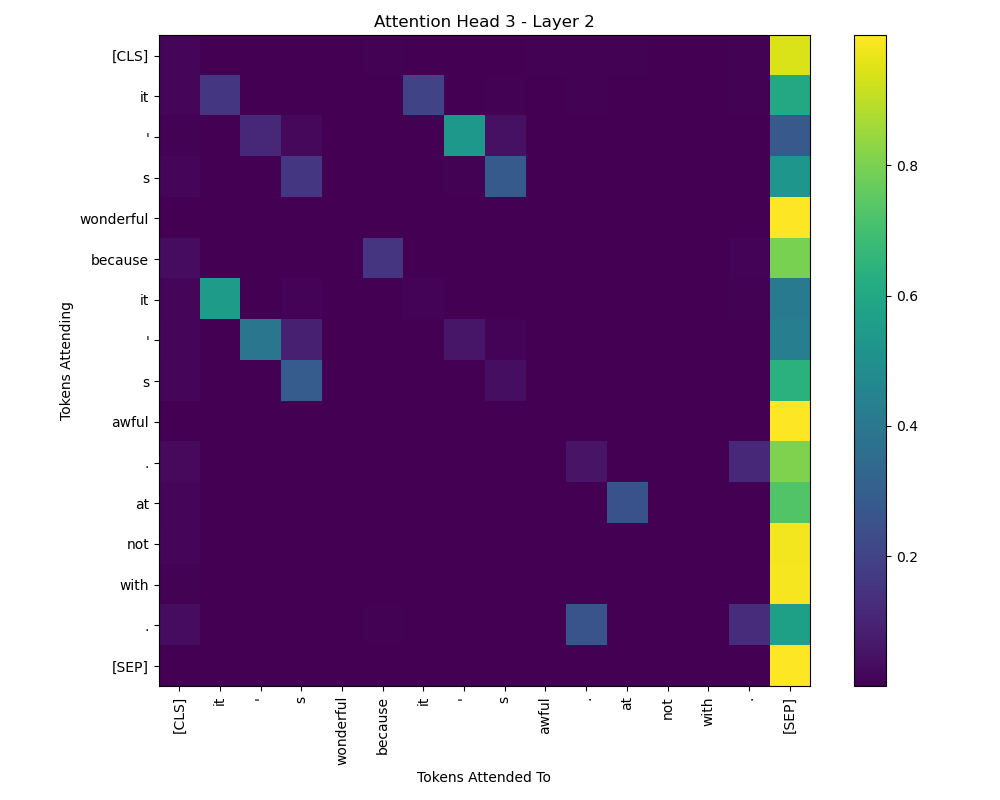 Attention Head 3 - Layer 2
Tokens Attending
[CLS]
it
'
s
wonderful
because
it
'
s
awful
.
at
not
with
.
[SEP]
[CLS]
it
'
s
wonderful
because
it
'
s
awful
.
at
not
with
.
[SEP]
Tokens Attended To
0.8
0.6
0.4
0.2